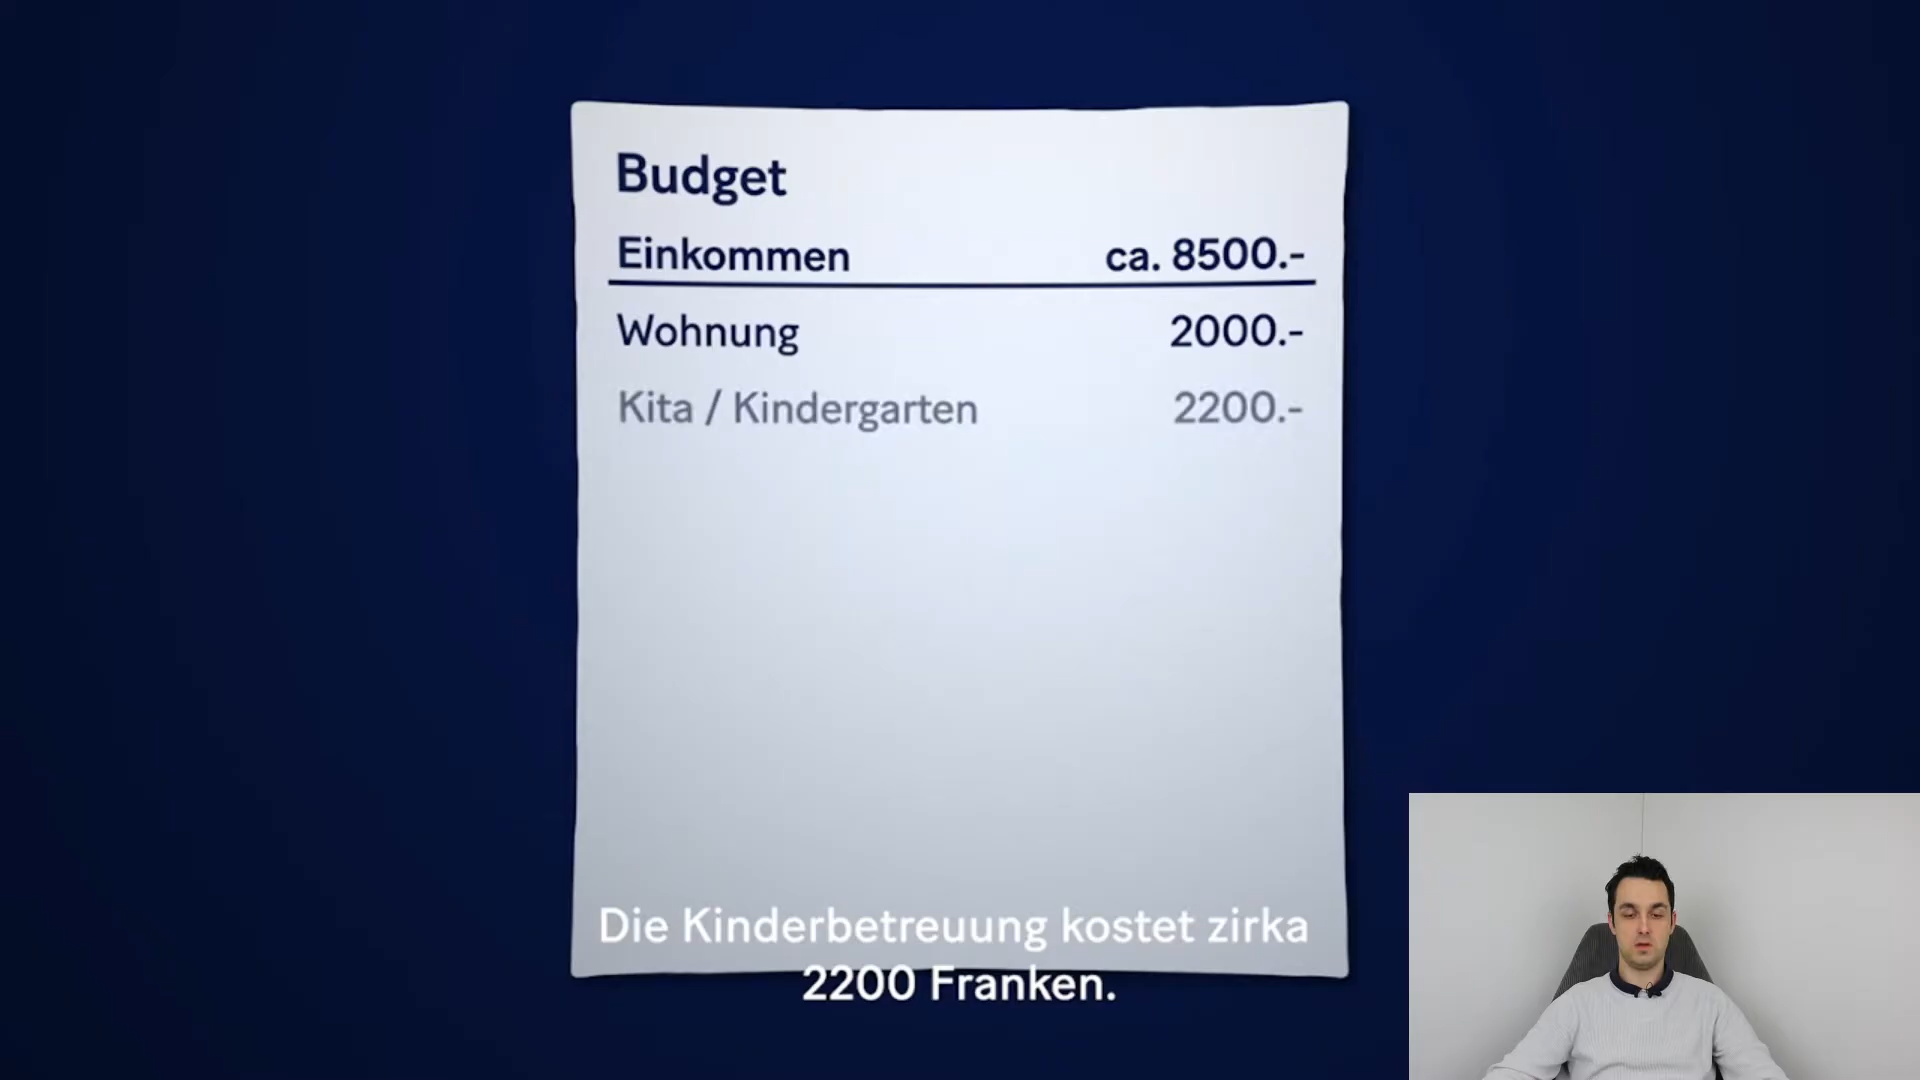 Budget
Einkommen ca. 8500.-
Wohnung 2000.-
Kita / Kindergarten 2200.-
Die Kinderbetreuung kostet zirka
2200 Franken.